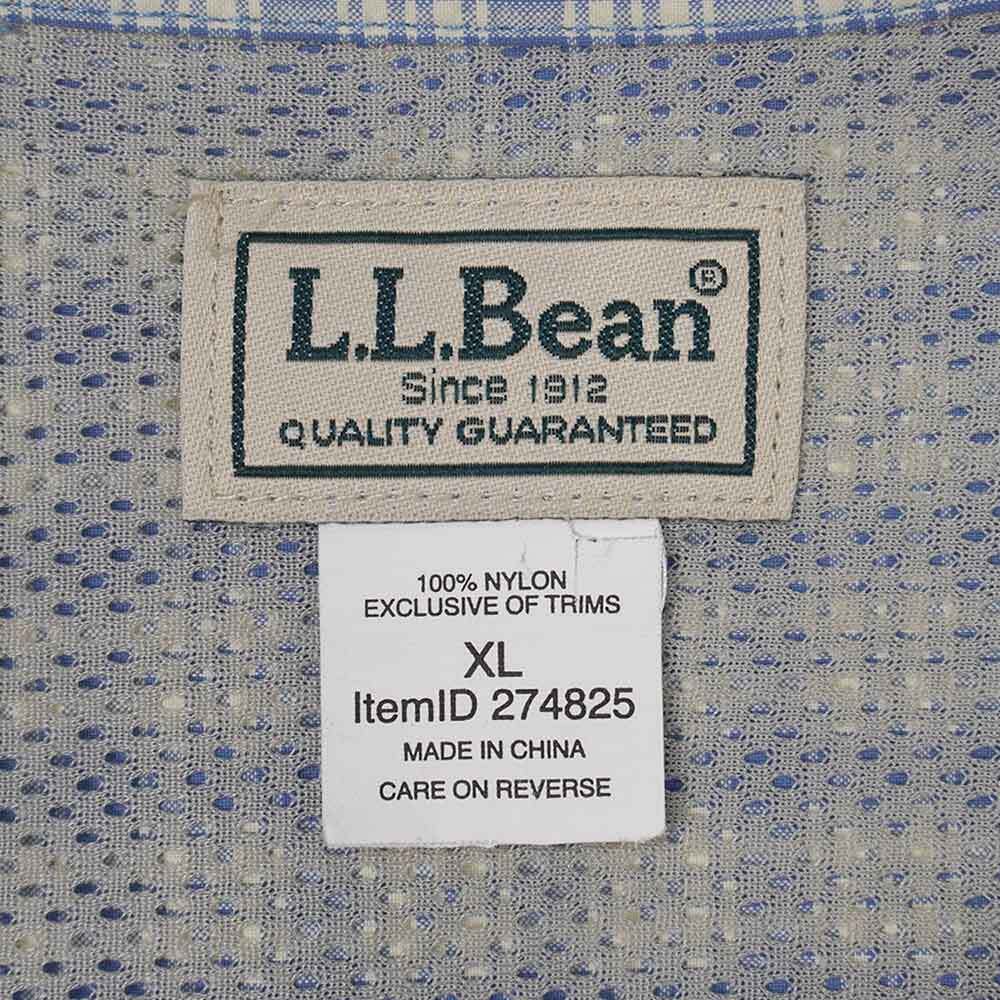 L.L.Bean®
Since 1912
QUALITY GUARANTEED
100% NYLON
EXCLUSIVE OF TRIMS
XL
ItemID 274825
MADE IN CHINA
CARE ON REVERSE